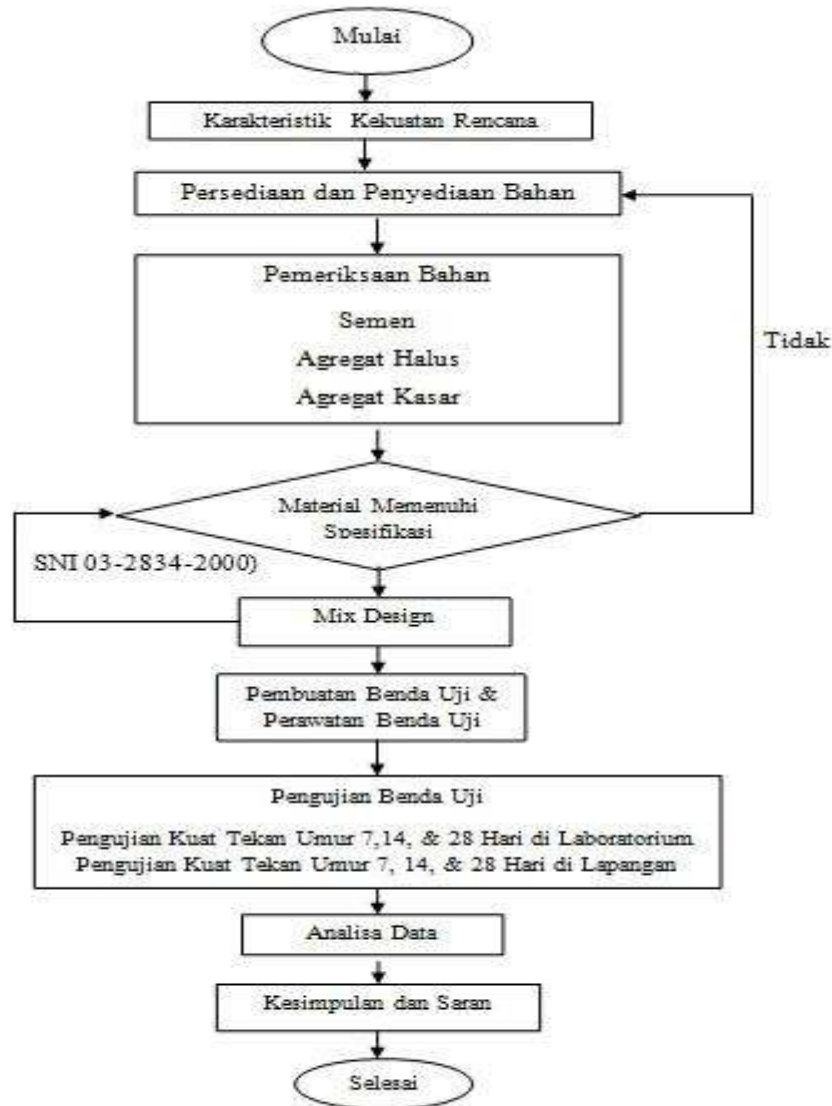 Mulai
Karakteristik Kekuatan Rencana
Persediaan dan Penyediaan Bahan
Pemeriksaan Bahan
Semen
Agregat Halus
Agregat Kasar
Tidak
Material Memenuhi
Spesifikasi
SNI 03-2834-2000)
Mix Design
Pembuatan Benda Uji &
Perawatan Benda Uji
Pengujian Benda Uji
Pengujian Kuat Tekan Umur 7,14, & 28 Hari di Laboratorium
Pengujian Kuat Tekan Umur 7, 14, & 28 Hari di Lapangan
Analisa Data
Kesimpulan dan Saran
Selesai